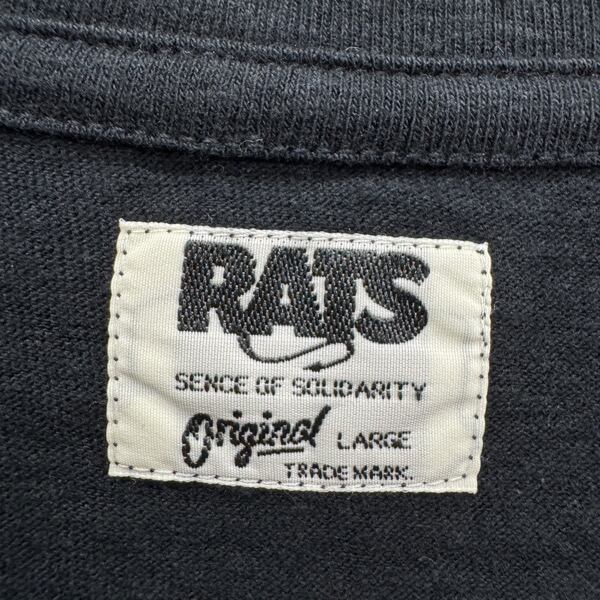 RATS
SENCE OF SOLIDARITY
Original LARGE
TRADE MARK.